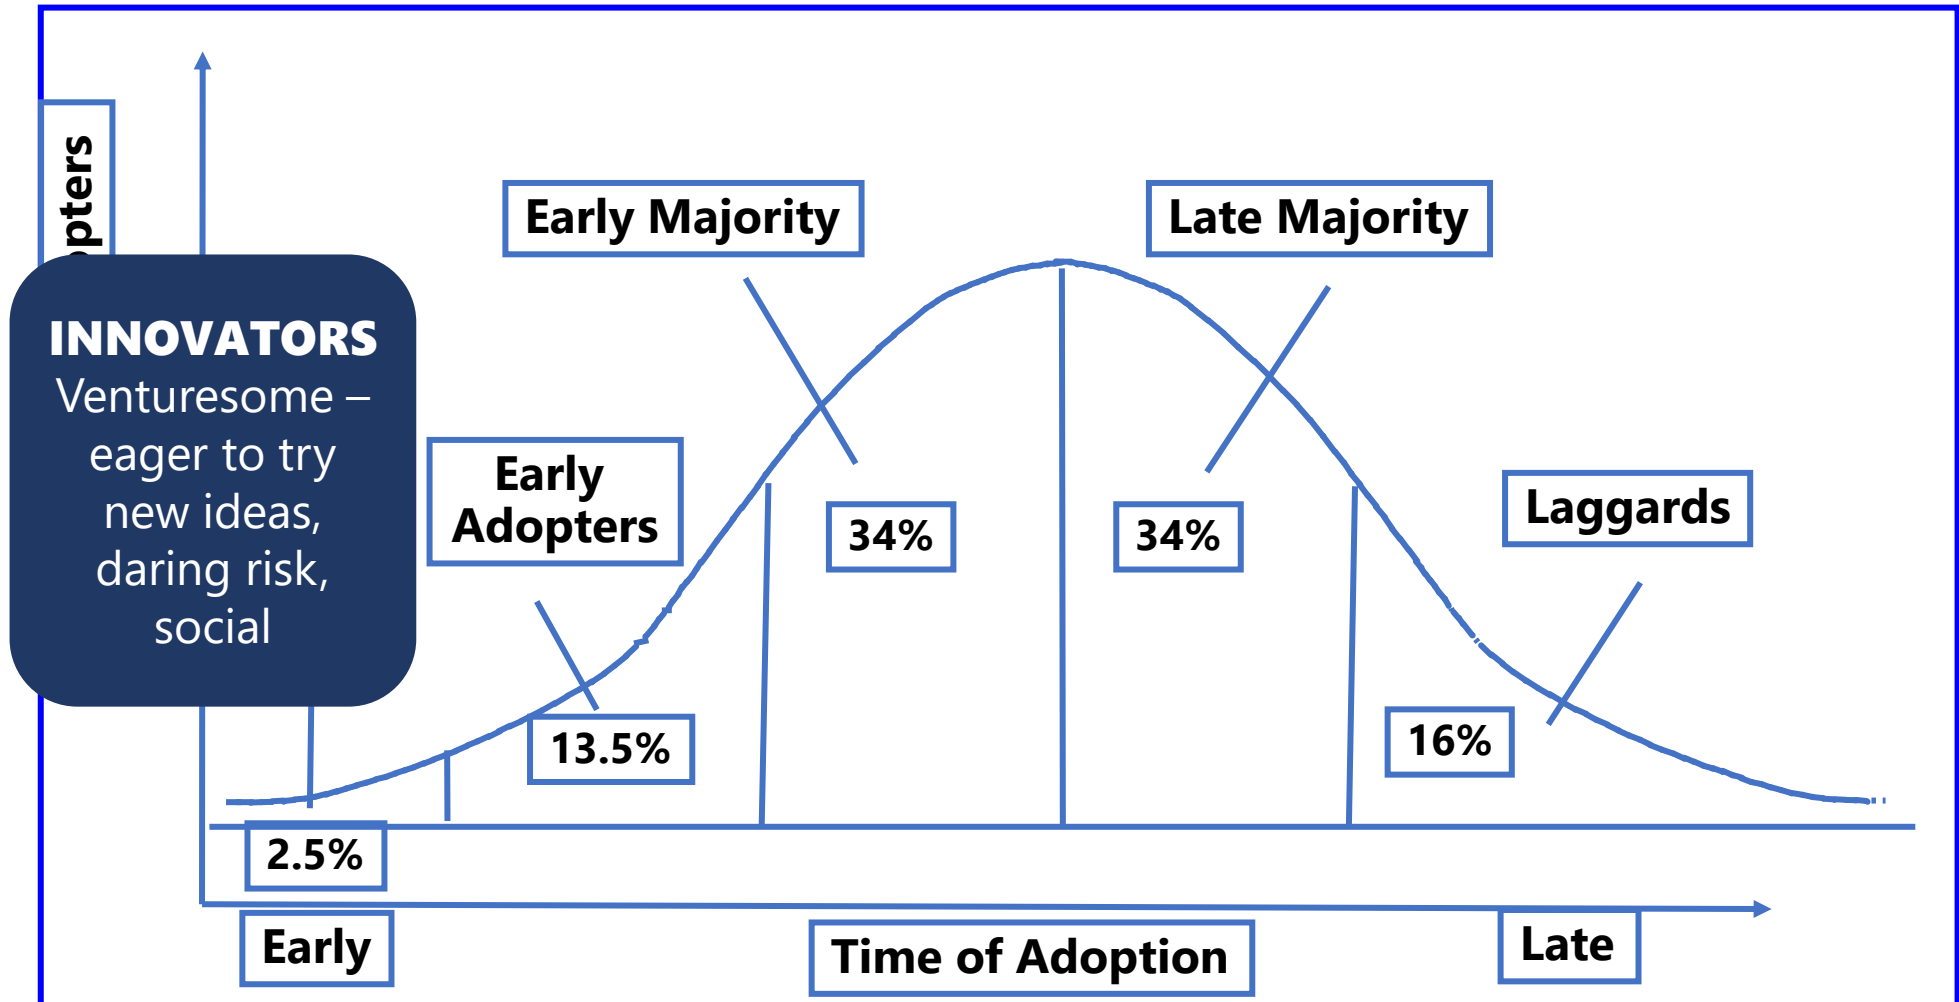 Early Majority
Late Majority
INNOVATORS
Venturesome –
eager to try
new ideas,
daring risk,
social
Early
Adopters
34%
34%
Laggards
13.5%
16%
2.5%
Early
Time of Adoption
Late